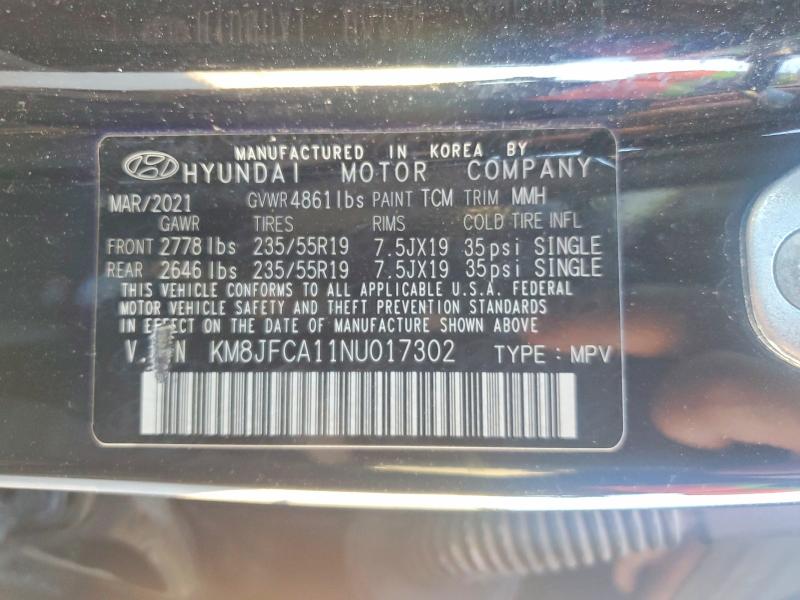 MANUFACTURED IN KOREA BY
HYUNDAI MOTOR COMPANY
MAR/2021 GVWR 4861lbs PAINT TCM TRIM MMH
GAWR TIRES RIMS COLD TIRE INFL
FRONT 2778 lbs 235/55R19 7.5JX19 35psi SINGLE
REAR 2646 lbs 235/55R19 7.5JX19 35psi SINGLE
THIS VEHICLE CONFORMS TO ALL APPLICABLE U.S.A. FEDERAL
MOTOR VEHICLE SAFETY AND THEFT PREVENTION STANDARDS
IN EFFECT ON THE DATE OF MANUFACTURE SHOWN ABOVE.
V.I.N KM8JFCA11NU017302 TYPE : MPV